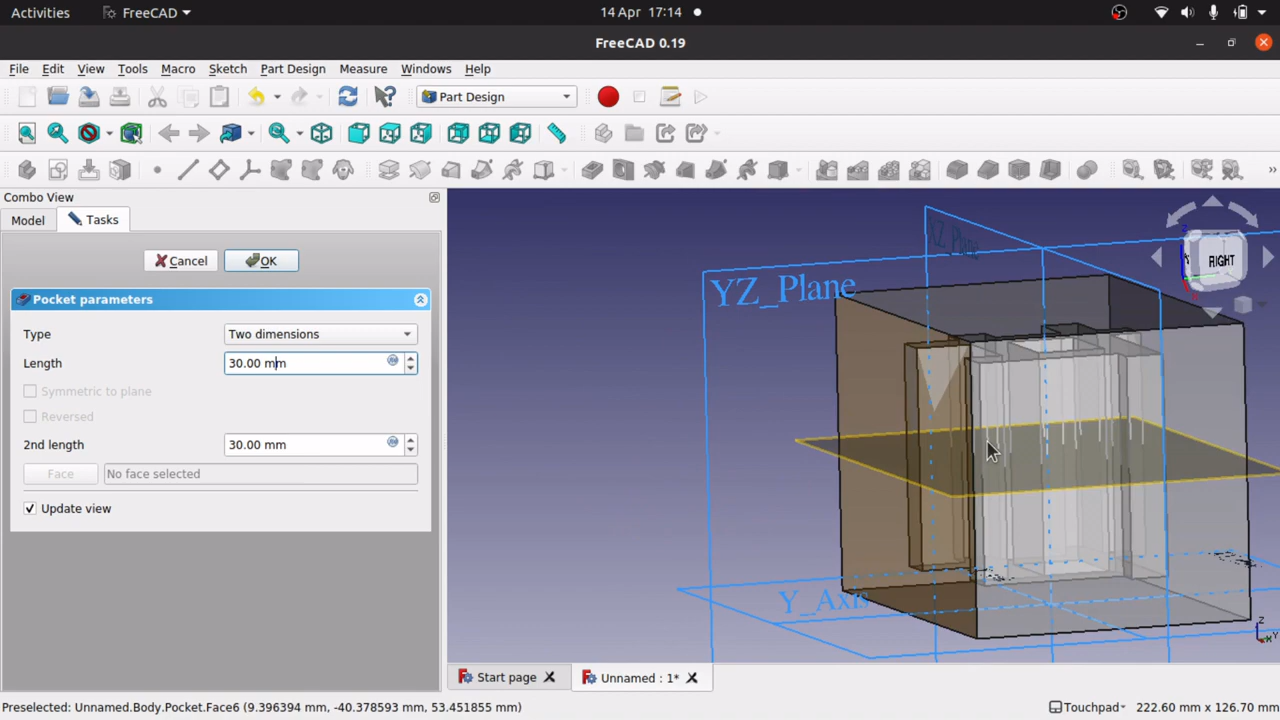 Activities FreeCAD 14 Apr 17:14
FreeCAD 0.19
File Edit View Tools Macro Sketch Part Design Measure Windows Help
Part Design
Combo View
Model Tasks
Cancel OK
Pocket parameters
Type Two dimensions
Length 30.00 mm
Symmetric to plane
Reversed
2nd length 30.00 mm
Face No face selected
Update view
XZ_Plane
YZ_Plane
RIGHT
Y_Axis
Z
Y
X
Start page Unnamed : 1*
Preselected: Unnamed.Body.Pocket.Face6 (9.396394 mm, -40.378593 mm, 53.451855 mm) Touchpad 222.60 mm x 126.70 mm